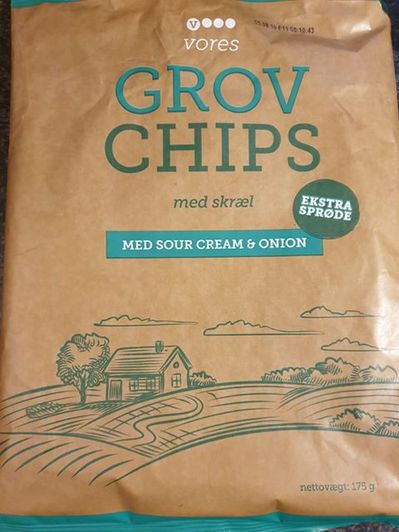 V
vores
GROV
CHIPS
med skræl
EKSTRA
SPRØDE
MED SOUR CREAM & ONION
nettovægt: 175 g